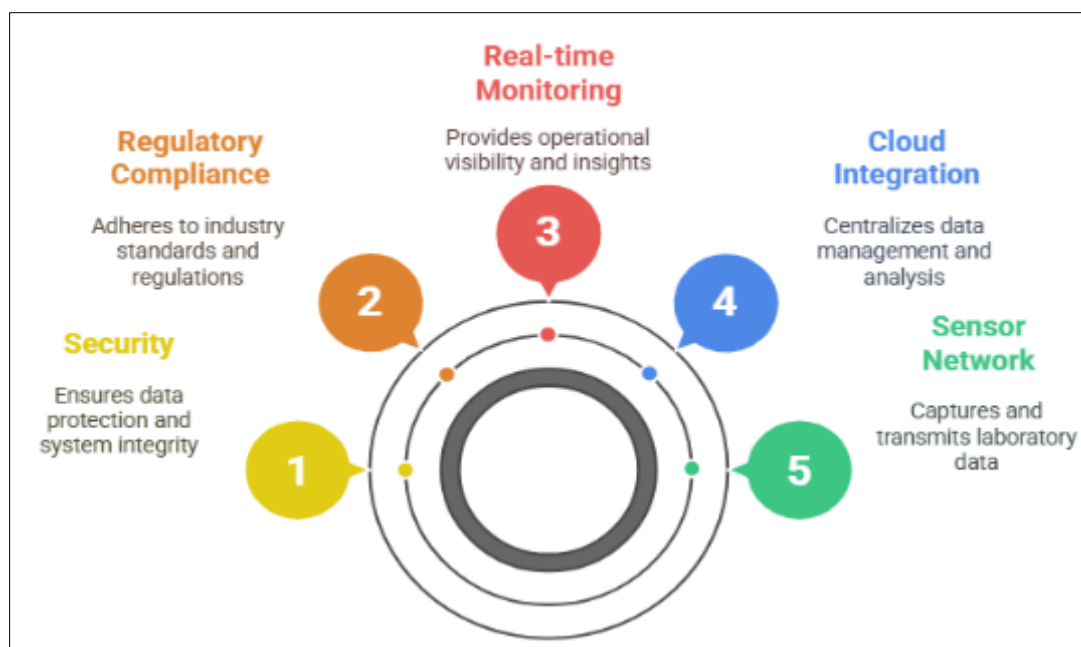 Real-time
Monitoring
Provides operational
visibility and insights
3
Regulatory
Compliance
Adheres to industry
standards and
regulations
2
Cloud
Integration
Centralizes data
management and
analysis
4
Security
Ensures data
protection and
system integrity
1
Sensor
Network
Captures and
transmits laboratory
data
5